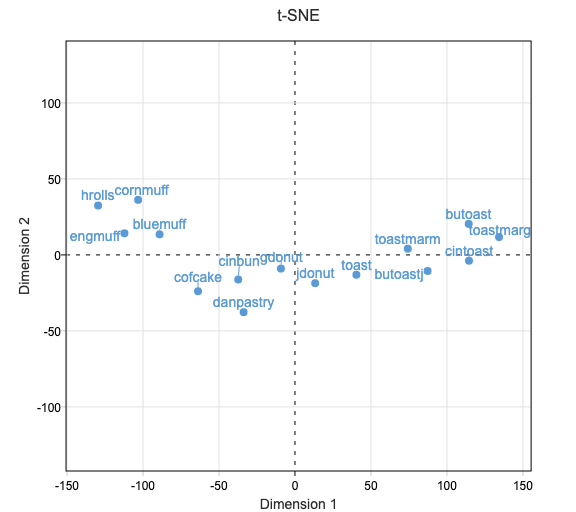 t-SNE
Dimension 2
100
50
0
-50
-100
hrolls
cornmuff
engmuff
bluemuff
cofcake
cinbun
danpastry
gdonut
jdonut
toast
toastmarm
butoastj
butoast
toastmarg
cintoast
-150
-100
-50
0
50
100
150
Dimension 1